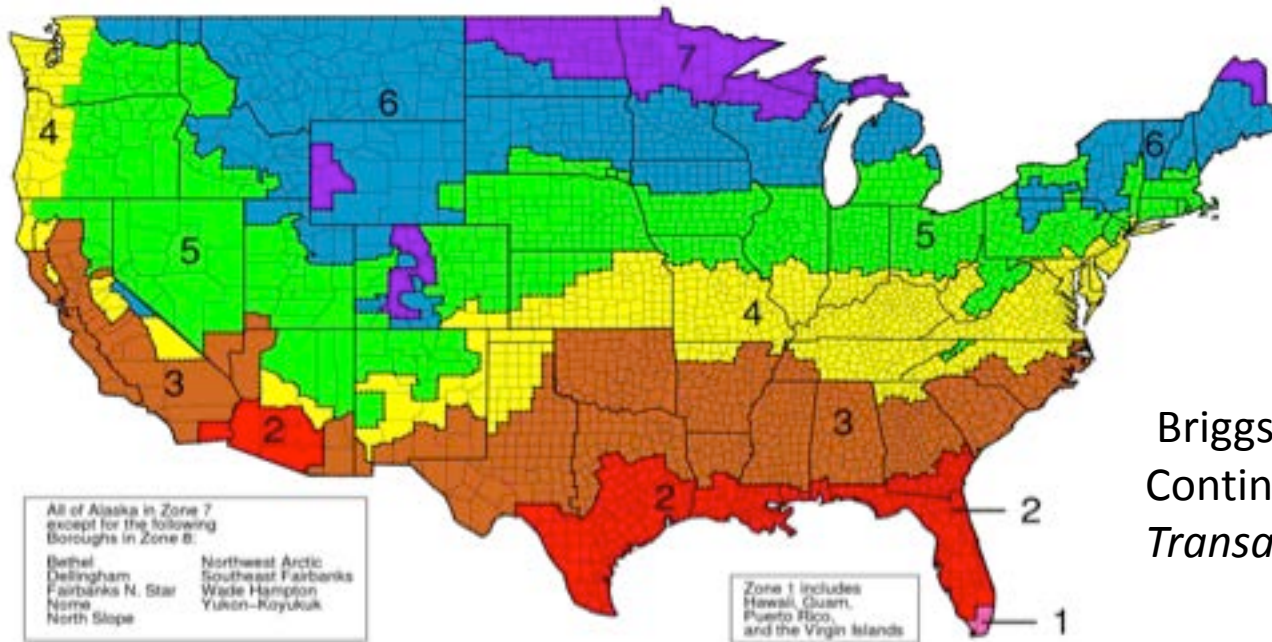 7
6
4
6
5
5
4
3
3
2
2
2
1
All of Alaska in Zone 7
except for the following
Boroughs in Zone 8:
Bethel Northwest Arctic
Dellingham Southeast Fairbanks
Fairbanks N. Star Wade Hampton
Nome Yukon-Koyukuk
North Slope
Zone 1 includes
Hawaii, Guam,
Puerto Rico,
and the Virgin Islands
Briggs
Contin
Transa